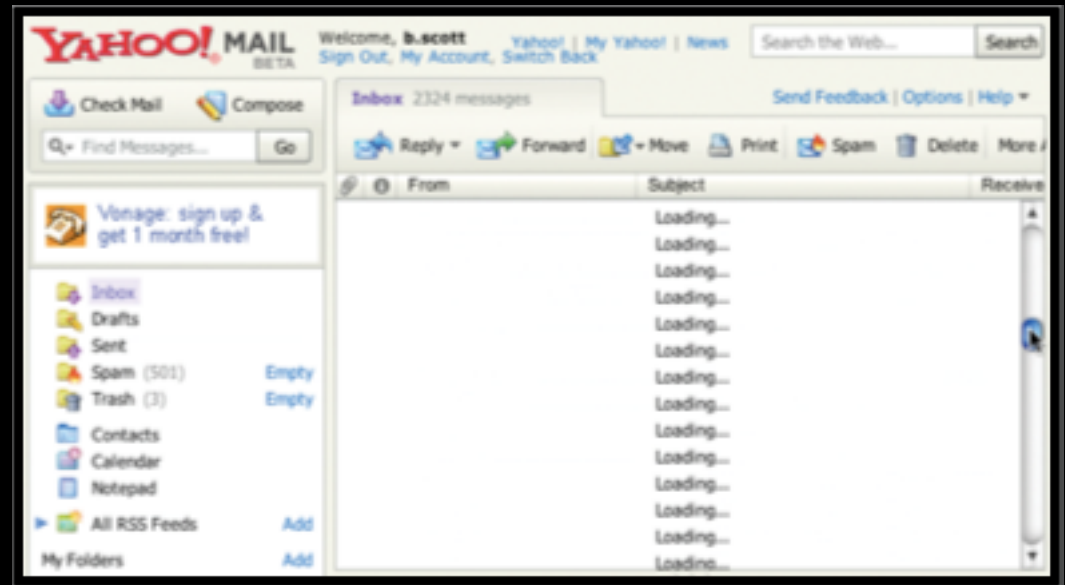 YAHOO! MAIL
BETA
Welcome, b.scott
Sign Out, My Account, Switch Back
Yahoo! | My Yahoo! | News
Search the Web...
Search
Check Mail
Compose
Find Messages...
Go
Vonage: sign up &
get 1 month free!
Inbox
Drafts
Sent
Spam (501) Empty
Trash (3) Empty
Contacts
Calendar
Notepad
All RSS Feeds Add
My Folders Add
Inbox 2324 messages
Send Feedback | Options | Help
Reply Forward Move Print Spam Delete More A
From Subject Receive
Loading...
Loading...
Loading...
Loading...
Loading...
Loading...
Loading...
Loading...
Loading...
Loading...
Loading...
Loading...
Loading...
Loading...